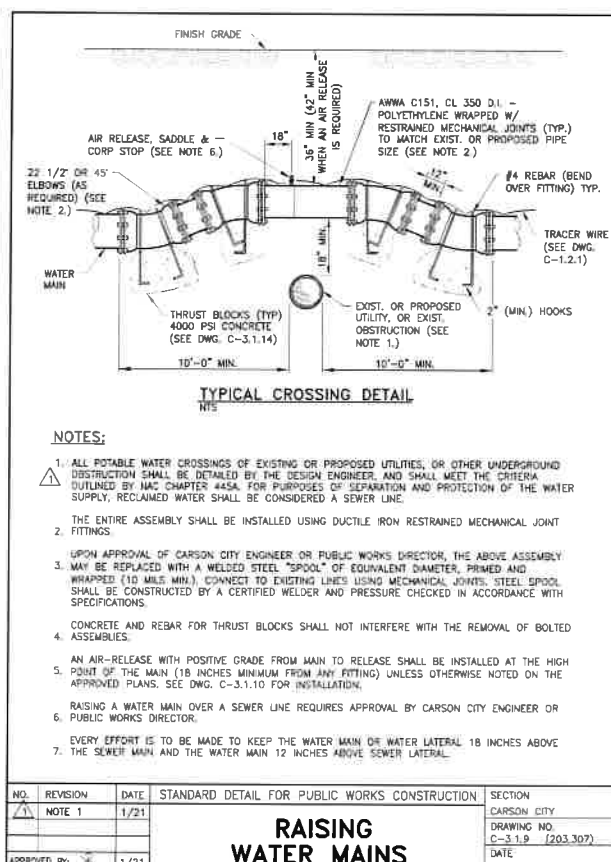 FINISH GRADE
36" MIN (42" MIN
WHEN AN AIR RELEASE
IS REQUIRED)
18"
AWWA C151, CL 350 D.I. -
POLYETHYLENE WRAPPED W/
RESTRAINED MECHANICAL JOINTS (TYP.)
TO MATCH EXIST. OR PROPOSED PIPE
SIZE (SEE NOTE 2.)
AIR RELEASE, SADDLE &
CORP STOP (SEE NOTE 6.)
22 1/2° OR 45°
ELBOWS (AS
REQUIRED) (SEE
NOTE 2.)
12"
MIN.
#4 REBAR (BEND
OVER FITTING) TYP.
TRACER WIRE
(SEE DWG.
C-1.2.1)
WATER
MAIN
18" MIN.
2" (MIN.) HOOKS
THRUST BLOCKS (TYP)
4000 PSI CONCRETE
(SEE DWG. C-3.1.14)
EXIST. OR PROPOSED
UTILITY, OR EXIST.
OBSTRUCTION (SEE
NOTE 1.)
10'-0" MIN.
10'-0" MIN.
TYPICAL CROSSING DETAIL
NTS
NOTES:
1. ALL POTABLE WATER CROSSINGS OF EXISTING OR PROPOSED UTILITIES, OR OTHER UNDERGROUND
1 OBSTRUCTION SHALL BE DETAILED BY THE DESIGN ENGINEER, AND SHALL MEET THE CRITERIA
OUTLINED BY NAC CHAPTER 445A. FOR PURPOSES OF SEPARATION AND PROTECTION OF THE WATER
SUPPLY, RECLAIMED WATER SHALL BE CONSIDERED A SEWER LINE.
THE ENTIRE ASSEMBLY SHALL BE INSTALLED USING DUCTILE IRON RESTRAINED MECHANICAL JOINT
2. FITTINGS.
UPON APPROVAL OF CARSON CITY ENGINEER OR PUBLIC WORKS DIRECTOR, THE ABOVE ASSEMBLY
3. MAY BE REPLACED WITH A WELDED STEEL "SPOOL" OF EQUIVALENT DIAMETER, PRIMED AND
WRAPPED (10 MILS MIN.), CONNECT TO EXISTING LINES USING MECHANICAL JOINTS. STEEL SPOOL
SHALL BE CONSTRUCTED BY A CERTIFIED WELDER AND PRESSURE CHECKED IN ACCORDANCE WITH
SPECIFICATIONS.
CONCRETE AND REBAR FOR THRUST BLOCKS SHALL NOT INTERFERE WITH THE REMOVAL OF BOLTED
4. ASSEMBLIES.
AN AIR-RELEASE WITH POSITIVE GRADE FROM MAIN TO RELEASE SHALL BE INSTALLED AT THE HIGH
5. POINT OF THE MAIN (18 INCHES MINIMUM FROM ANY FITTING) UNLESS OTHERWISE NOTED ON THE
APPROVED PLANS. SEE DWG. C-3.1.10 FOR INSTALLATION.
RAISING A WATER MAIN OVER A SEWER LINE REQUIRES APPROVAL BY CARSON CITY ENGINEER OR
6. PUBLIC WORKS DIRECTOR.
EVERY EFFORT IS TO BE MADE TO KEEP THE WATER MAIN OR WATER LATERAL 18 INCHES ABOVE
7. THE SEWER MAIN AND THE WATER MAIN 12 INCHES ABOVE SEWER LATERAL.
NO. REVISION DATE STANDARD DETAIL FOR PUBLIC WORKS CONSTRUCTION SECTION
1 NOTE 1 1/21 CARSON CITY
RAISING
WATER MAINS
DRAWING NO.
C-3.1.9 (203.307)
DATE
APPROVED BY: 1/21